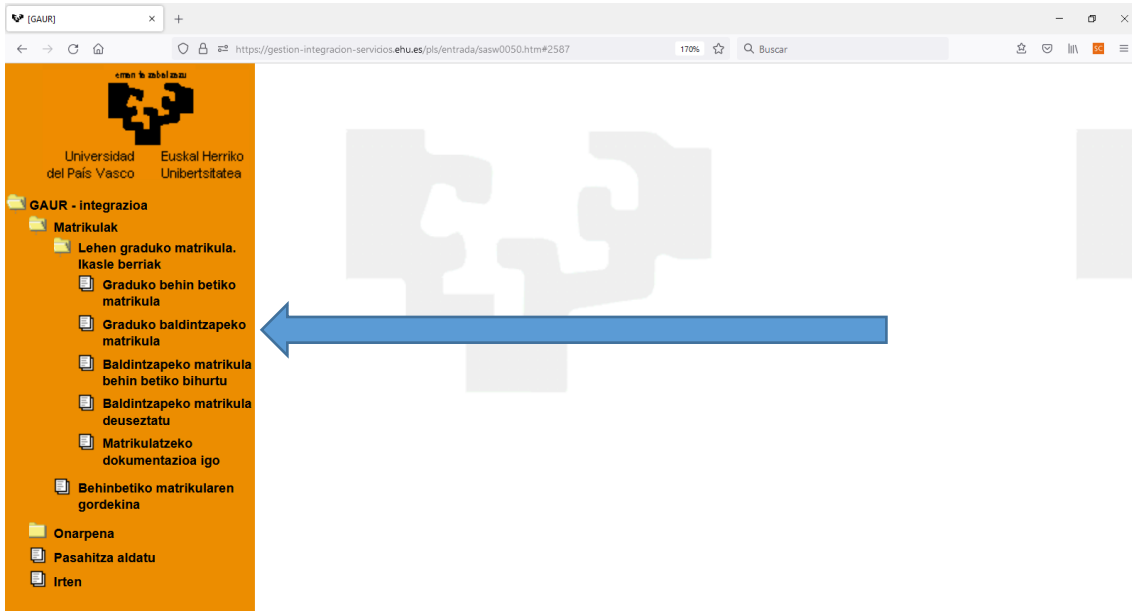 [GAUR]
https://gestion-integracion-servicios.ehu.es/pls/entrada/sasw0050.htm#2587
170%
Buscar
SC
eman ta zabal zazu
Universidad Euskal Herriko
del País Vasco Unibertsitatea
GAUR - integrazioa
Matrikulak
Lehen graduko matrikula.
Ikasle berriak
Graduko behin betiko
matrikula
Graduko baldintzapeko
matrikula
Baldintzapeko matrikula
behin betiko bihurtu
Baldintzapeko matrikula
deuseztatu
Matrikulatzeko
dokumentazioa igo
Behinbetiko matrikularen
gordekina
Onarpena
Pasahitza aldatu
Irten